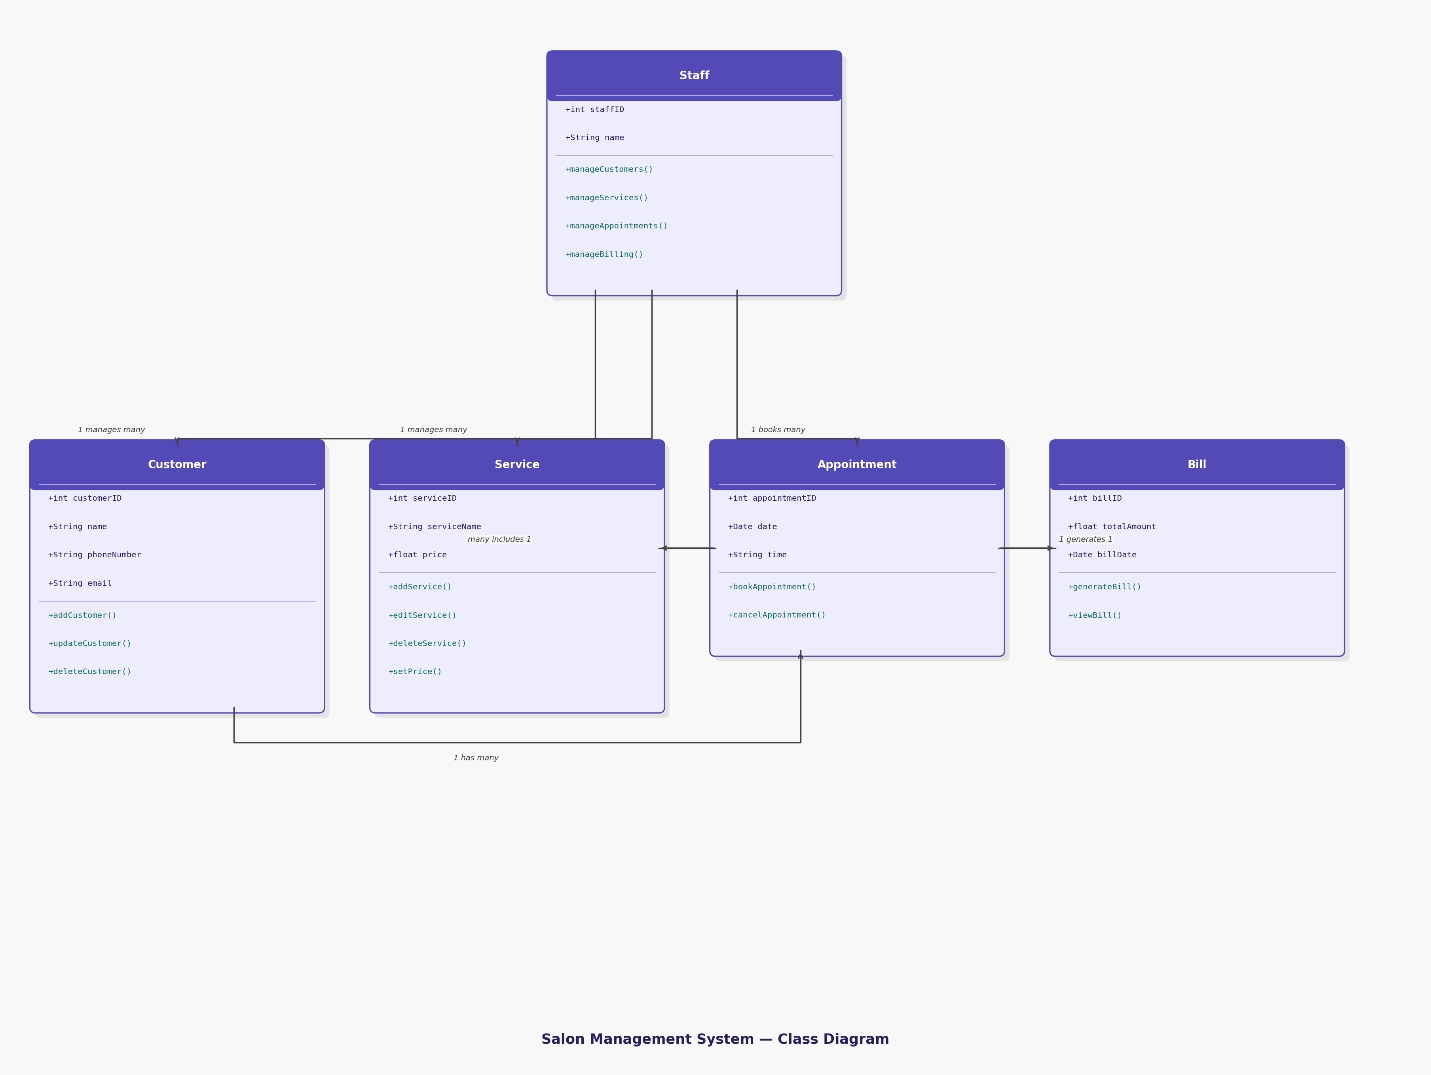 Staff
+int staffID
+String name
+manageCustomers()
+manageServices()
+manageAppointments()
+manageBilling()
1 manages many
1 manages many
1 books many
Customer
+int customerID
+String name
+String phoneNumber
+String email
+addCustomer()
+updateCustomer()
+deleteCustomer()
Service
+int serviceID
+String serviceName
many includes 1
+float price
+addService()
+editService()
+deleteService()
+setPrice()
Appointment
+int appointmentID
+Date date
+String time
+bookAppointment()
+cancelAppointment()
Bill
+int billID
+float totalAmount
1 generates 1
+Date billDate
+generateBill()
+viewBill()
1 has many
Salon Management System — Class Diagram